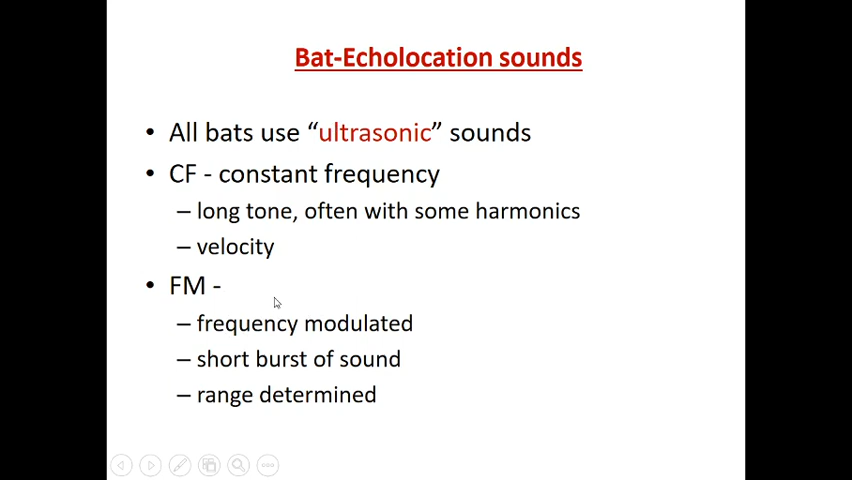 Bat-Echolocation sounds
• All bats use “ultrasonic” sounds
• CF - constant frequency
– long tone, often with some harmonics
– velocity
• FM -
– frequency modulated
– short burst of sound
– range determined